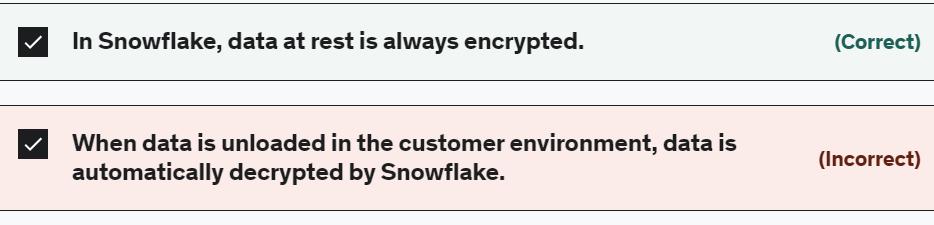 In Snowflake, data at rest is always encrypted.
(Correct)
When data is unloaded in the customer environment, data is
automatically decrypted by Snowflake.
(Incorrect)